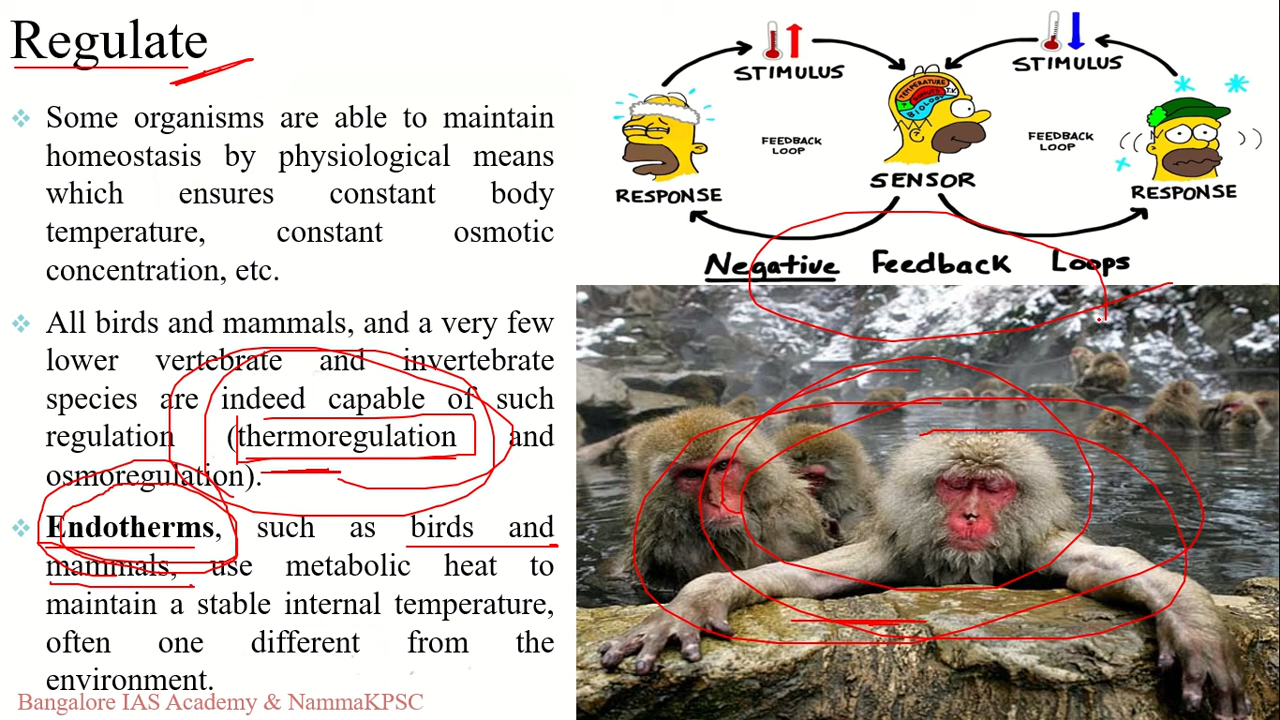 Regulate
Some organisms are able to maintain
homeostasis by physiological means
which ensures constant body
temperature, constant osmotic
concentration, etc.
All birds and mammals, and a very few
lower vertebrate and invertebrate
species are indeed capable of such
regulation (thermoregulation and
osmoregulation).
Endotherms, such as birds and
mammals, use metabolic heat to
maintain a stable internal temperature,
often one different from the
environment.
Bangalore IAS Academy & NammaKPSC
STIMULUS
STIMULUS
TEMPERATURE
T.V.
DONUTS
BIOLOGY
FEEDBACK
LOOP
FEEDBACK
LOOP
RESPONSE
SENSOR
RESPONSE
Negative Feedback Loops